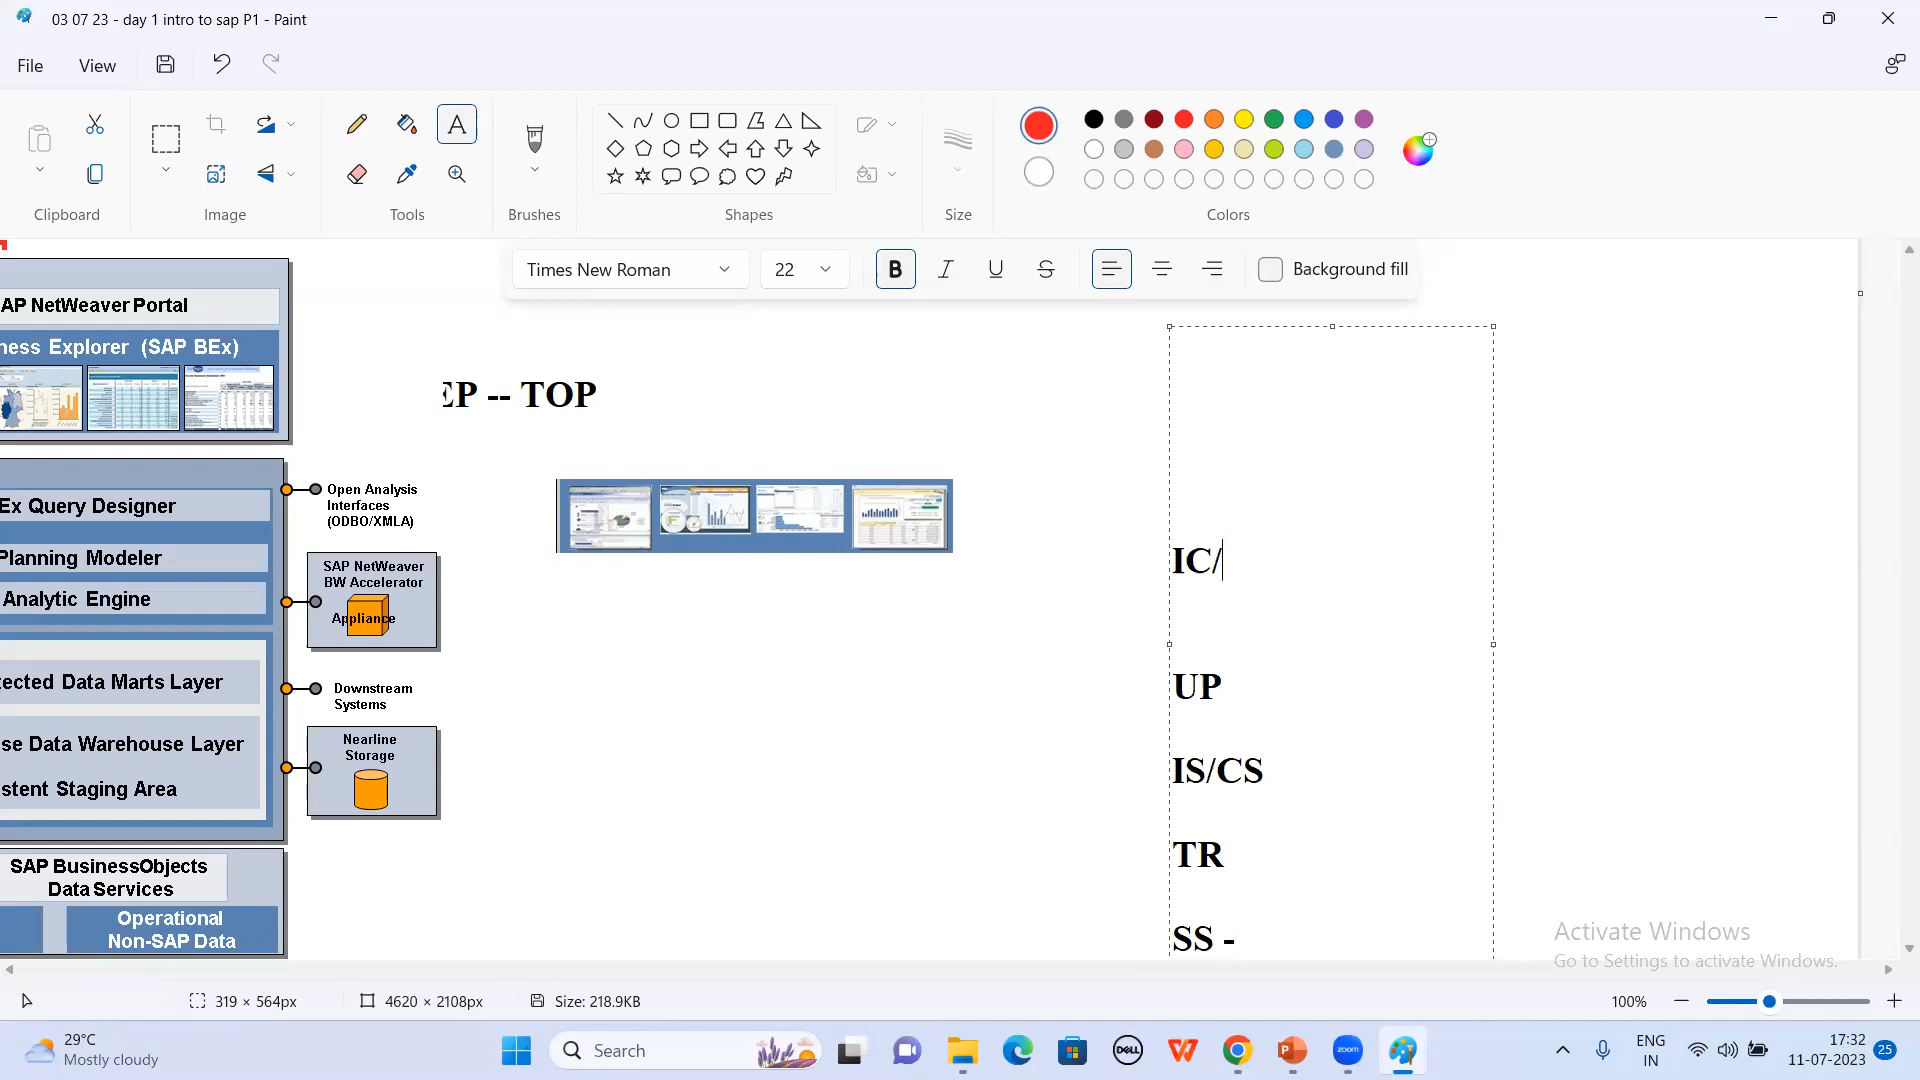 03 07 23 - day 1 intro to sap P1 - Paint
File
View
Clipboard
Image
Tools
Brushes
Shapes
Size
Colors
Times New Roman
22
B
I
U
S
Background fill
AP NetWeaver Portal
ness Explorer (SAP BEx)
Ex Query Designer
Planning Modeler
Analytic Engine
tected Data Marts Layer
se Data Warehouse Layer
stent Staging Area
SAP BusinessObjects
Data Services
Operational
Non-SAP Data
Open Analysis
Interfaces
(ODBO/XMLA)
SAP NetWeaver
BW Accelerator
Appliance
Downstream
Systems
Nearline
Storage
EP -- TOP
IC/
UP
IS/CS
TR
SS -
Activate Windows
Go to Settings to activate Windows.
319 × 564px
4620 × 2108px
Size: 218.9KB
100%
29°C
Mostly cloudy
Search
DELL
zoom
ENG
IN
17:32
11-07-2023
25